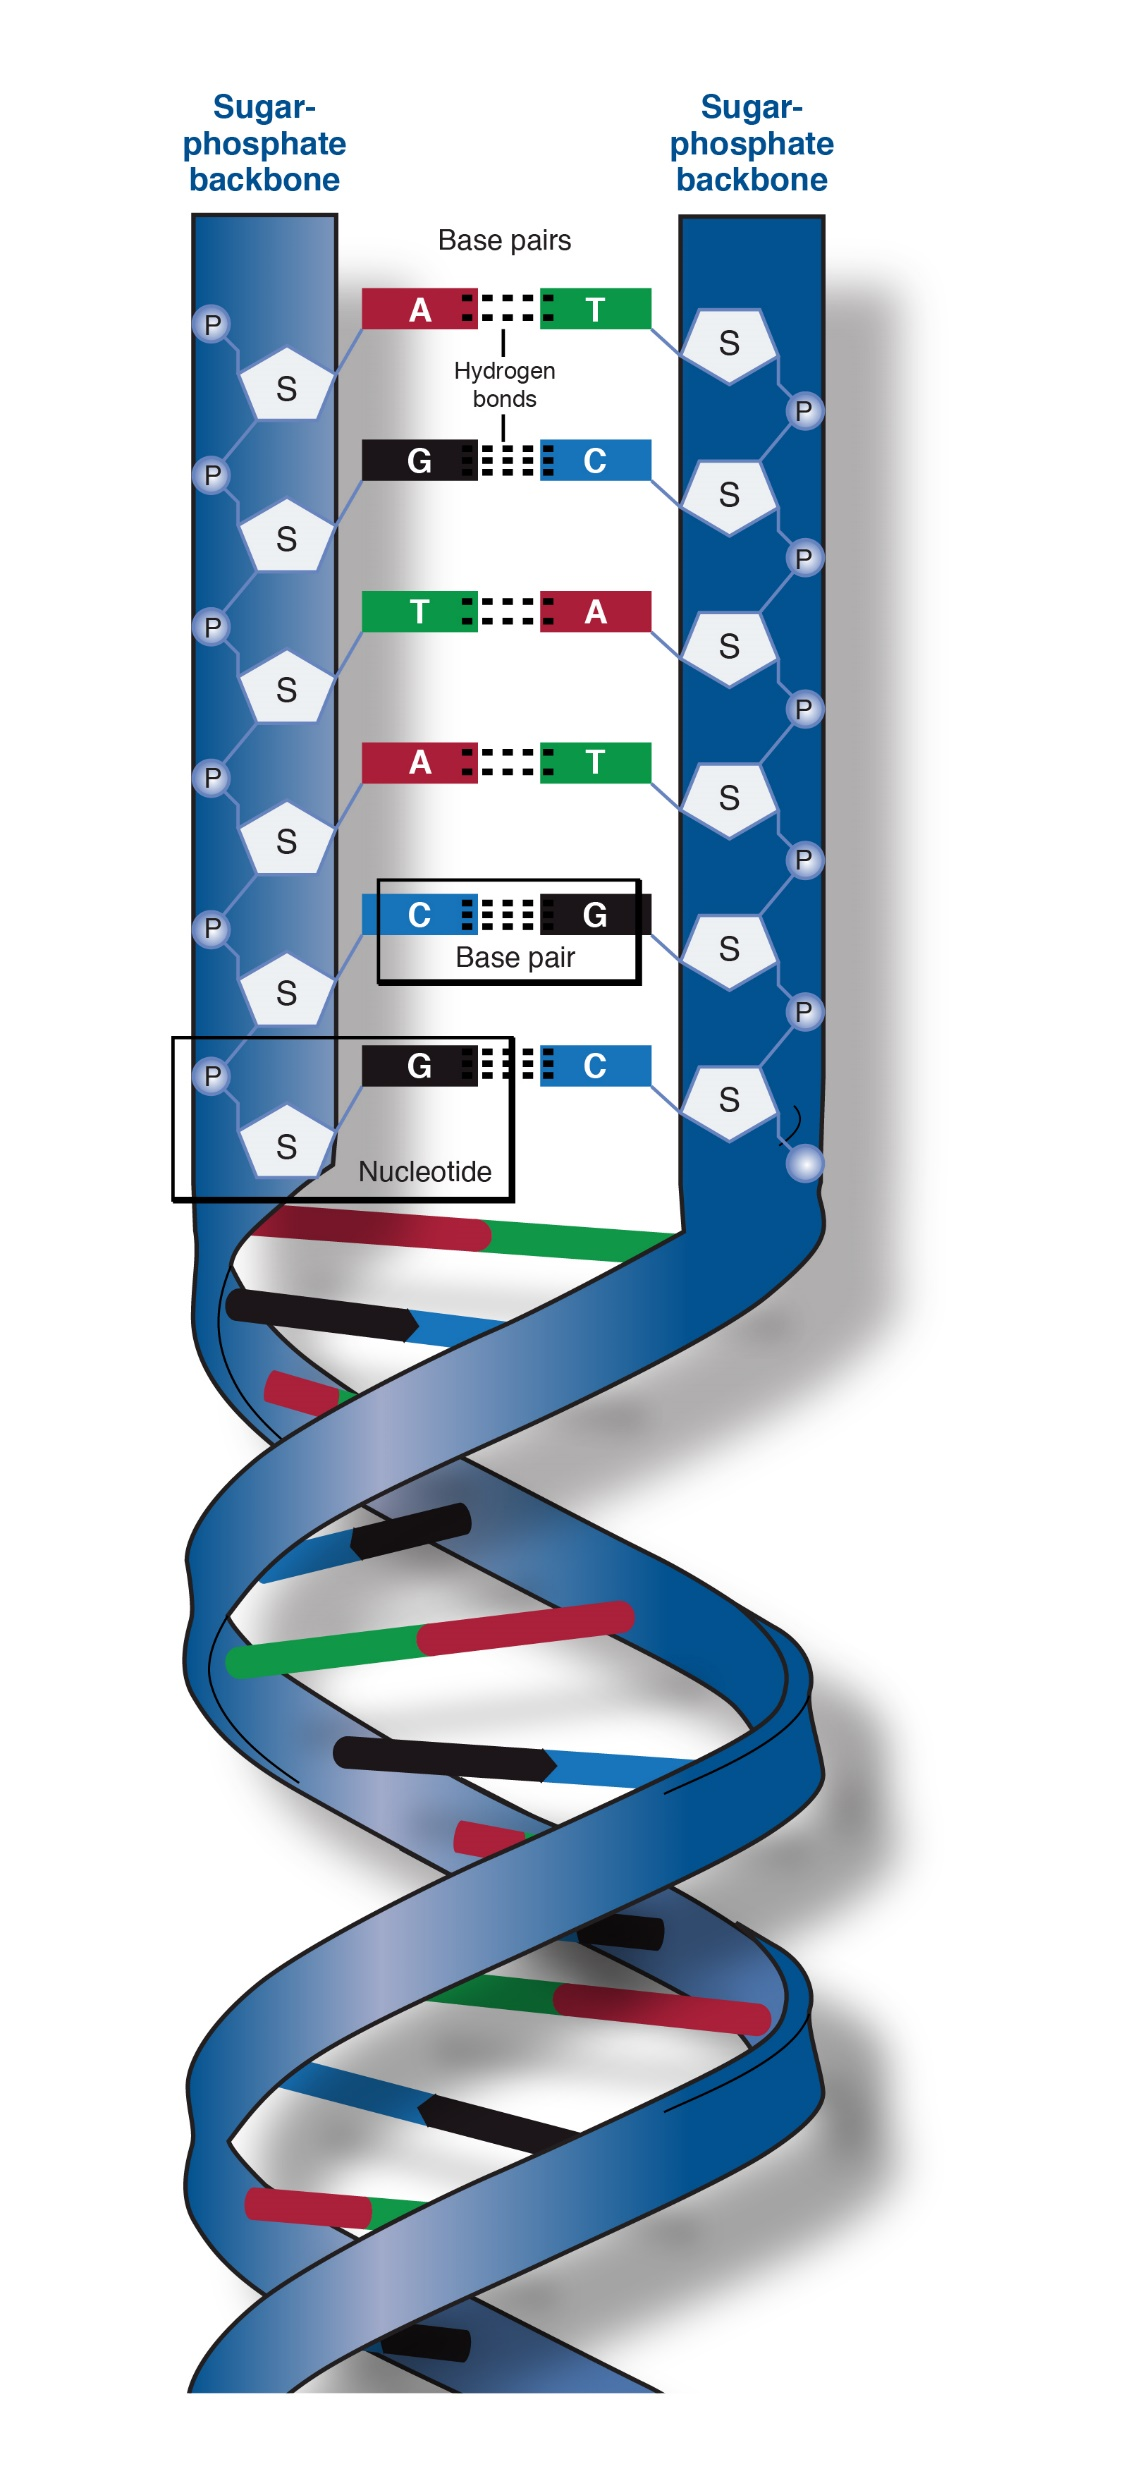 Sugar-
phosphate
backbone
Sugar-
phosphate
backbone
Base pairs
A T
P S
S
Hydrogen
bonds
S P
G C
P S
S P
S
T A
P S
S P
S
A T
P S
S P
S
C G
P S
Base pair
S P
G C
P S
S
Nucleotide